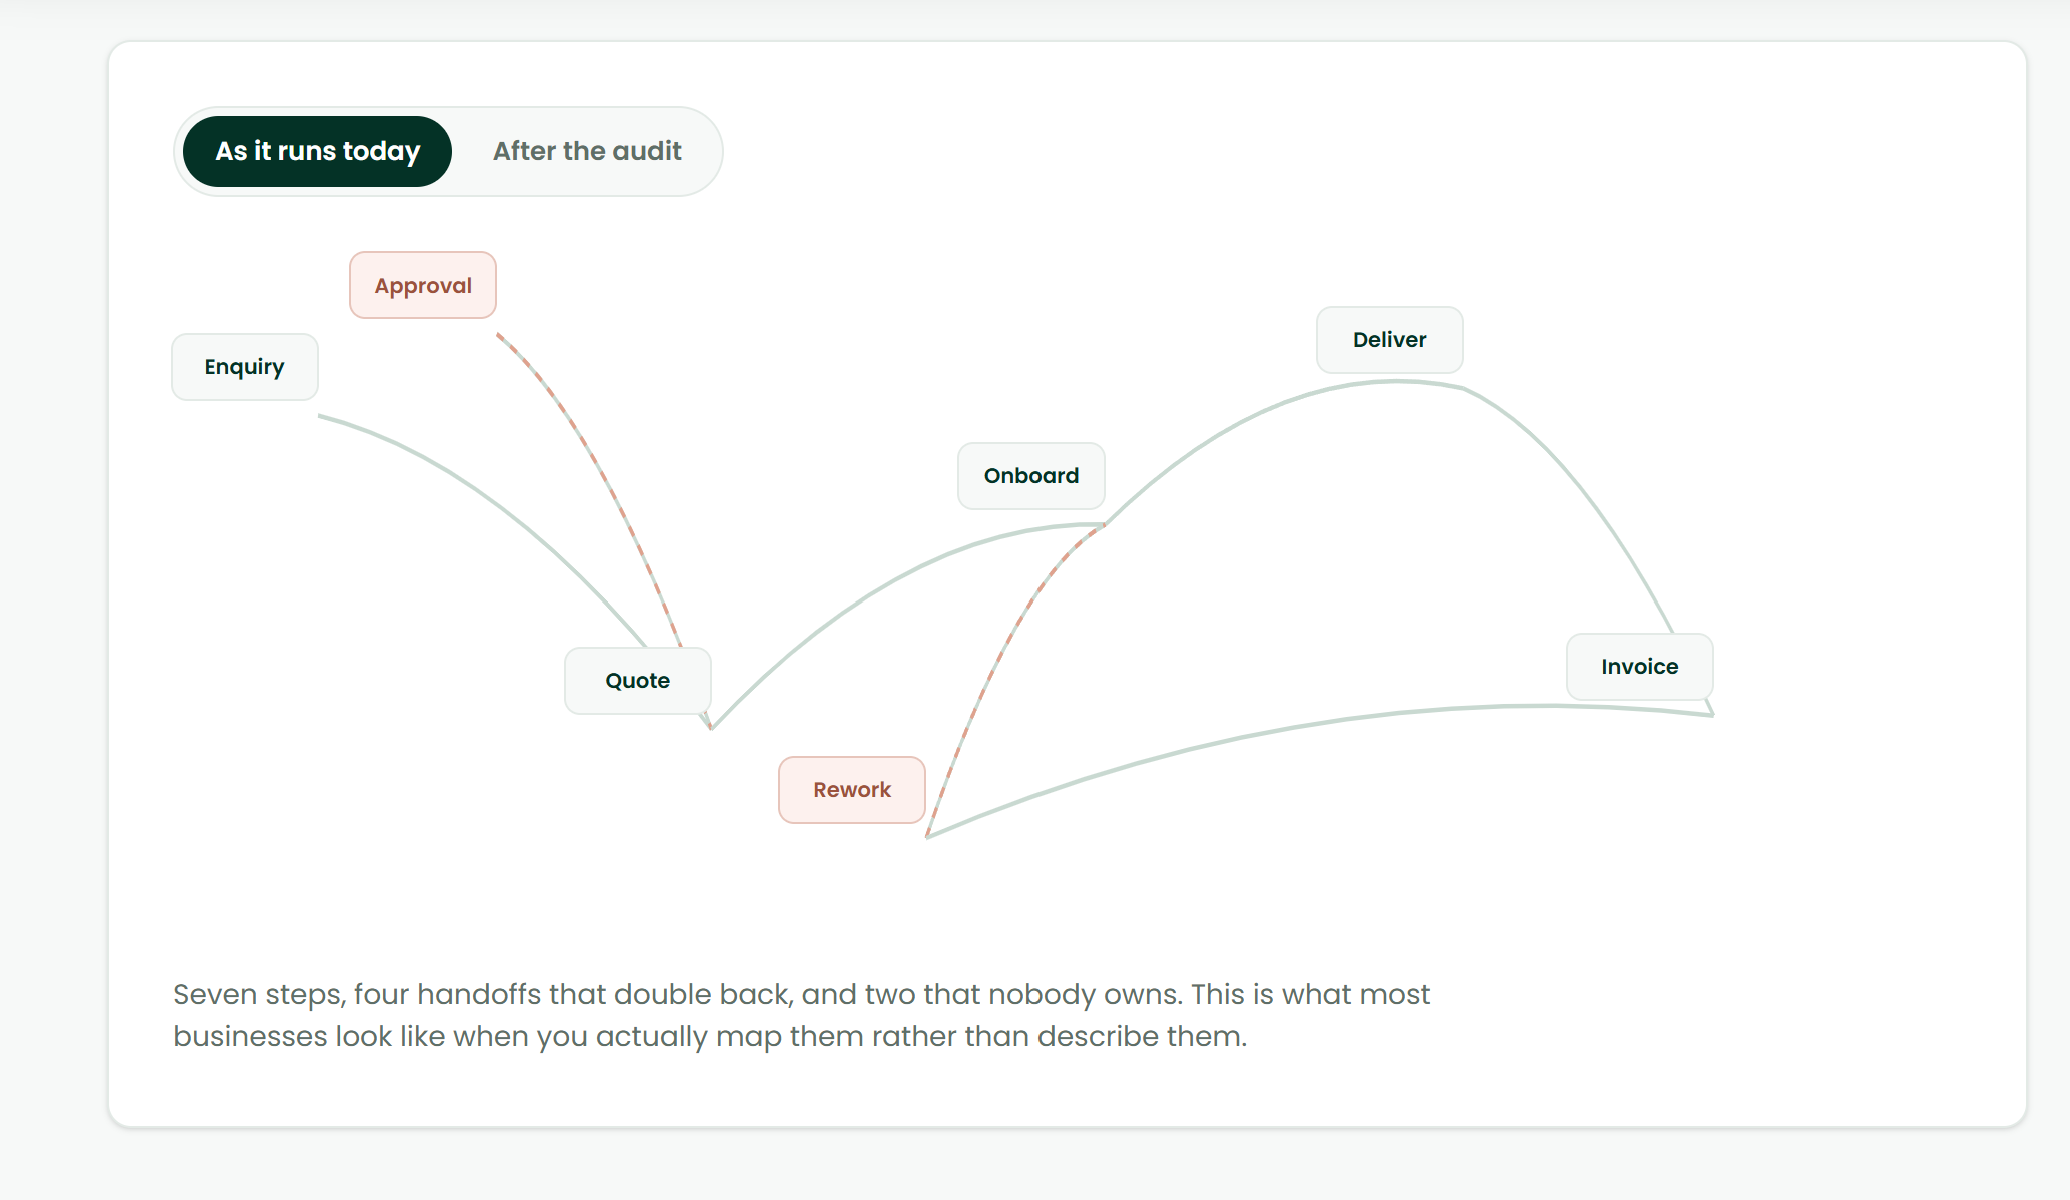 As it runs today
After the audit
Approval
Enquiry
Deliver
Onboard
Quote
Invoice
Rework
Seven steps, four handoffs that double back, and two that nobody owns. This is what most
businesses look like when you actually map them rather than describe them.